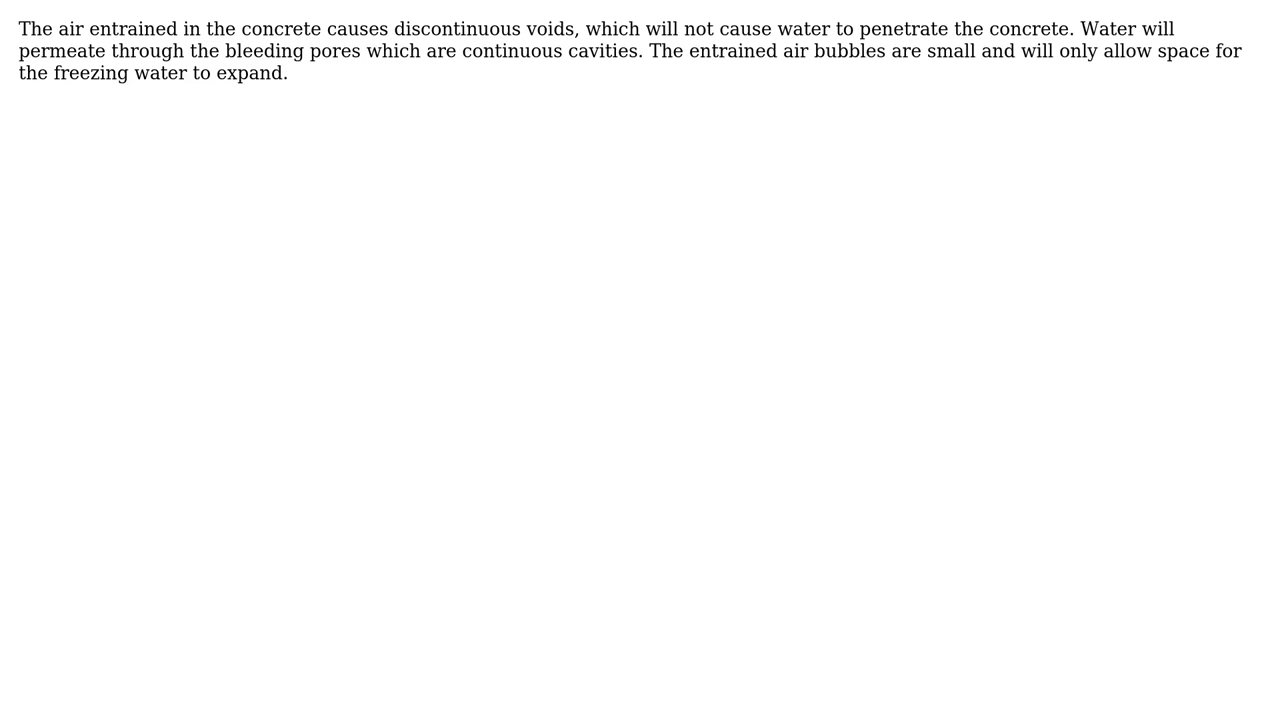 The air entrained in the concrete causes discontinuous voids, which will not cause water to penetrate the concrete. Water will
permeate through the bleeding pores which are continuous cavities. The entrained air bubbles are small and will only allow space for
the freezing water to expand.